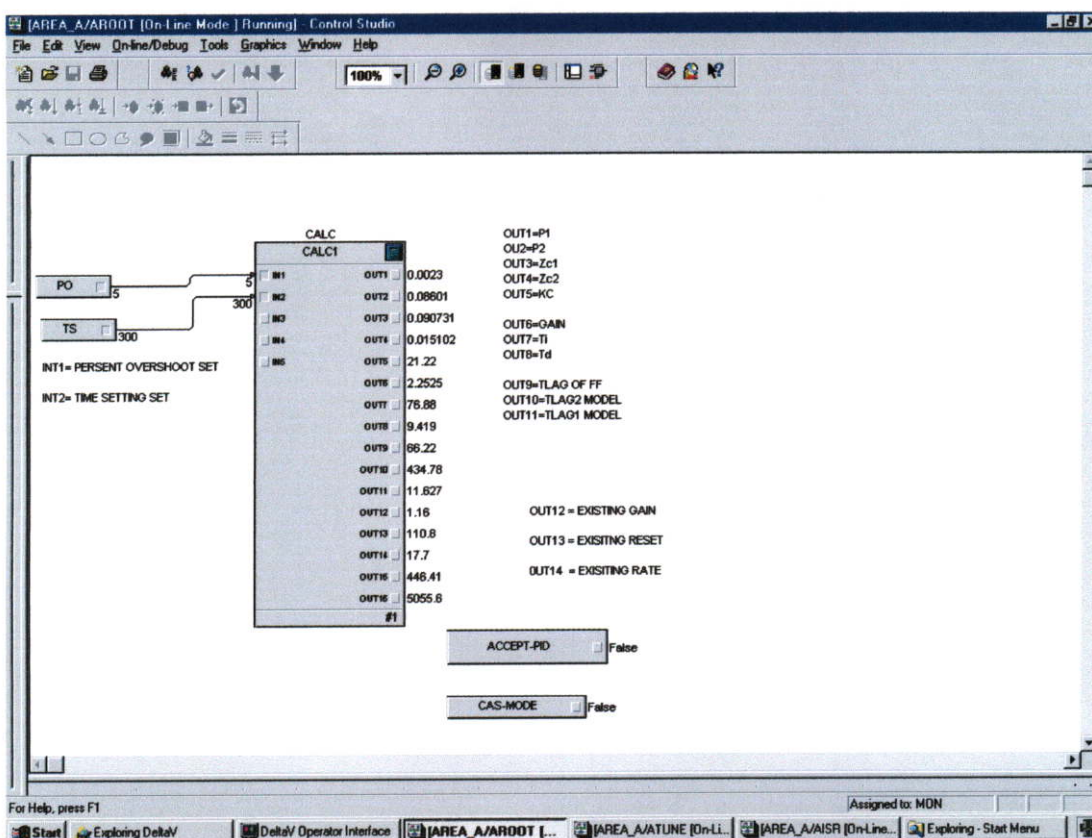 [AREA_A/AROOT [On-Line Mode ] Running] - Control Studio
File Edit View On-line/Debug Tools Graphics Window Help
100%
CALC
CALC1
PO
5
5
TS
300
300
INT1= PERSENT OVERSHOOT SET
INT2= TIME SETTING SET
IN1
IN2
IN3
IN4
IN5
OUT1 0.0023
OUT2 0.08601
OUT3 0.090731
OUT4 0.015102
OUT5 21.22
OUT6 2.2525
OUT7 76.88
OUT8 9.419
OUT9 66.22
OUT10 434.78
OUT11 11.627
OUT12 1.16
OUT13 110.8
OUT14 17.7
OUT15 446.41
OUT16 5055.6
#1
OUT1=P1
OU2=P2
OUT3=Zc1
OUT4=Zc2
OUT5=KC
OUT6=GAIN
OUT7=Ti
OUT8=Td
OUT9=TLAG OF FF
OUT10=TLAG2 MODEL
OUT11=TLAG1 MODEL
OUT12 = EXISTING GAIN
OUT13 = EXISITNG RESET
OUT14 = EXISITING RATE
ACCEPT-PID False
CAS-MODE False
For Help, press F1
Assigned to: MON
Start Exploring DeltaV DeltaV Operator Interface [AREA_A/AROOT [... [AREA_A/ATUNE [On-Li... [AREA_A/AISR [On-Line... Exploring - Start Menu